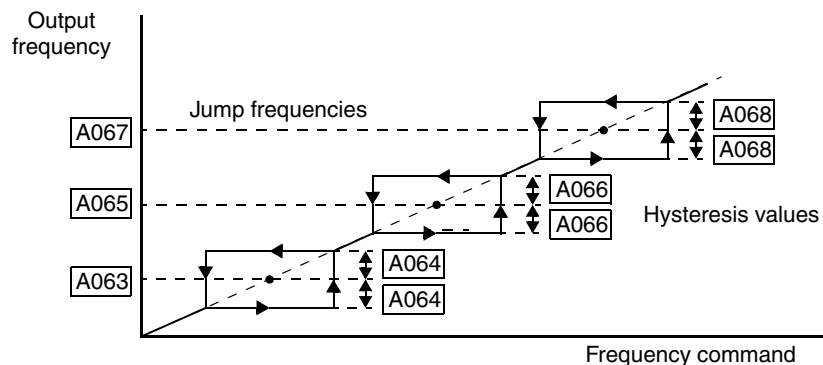 Output
frequency
Jump frequencies
A067
A068
A068
A065
A066
A066
Hysteresis values
A063
A064
A064
Frequency command